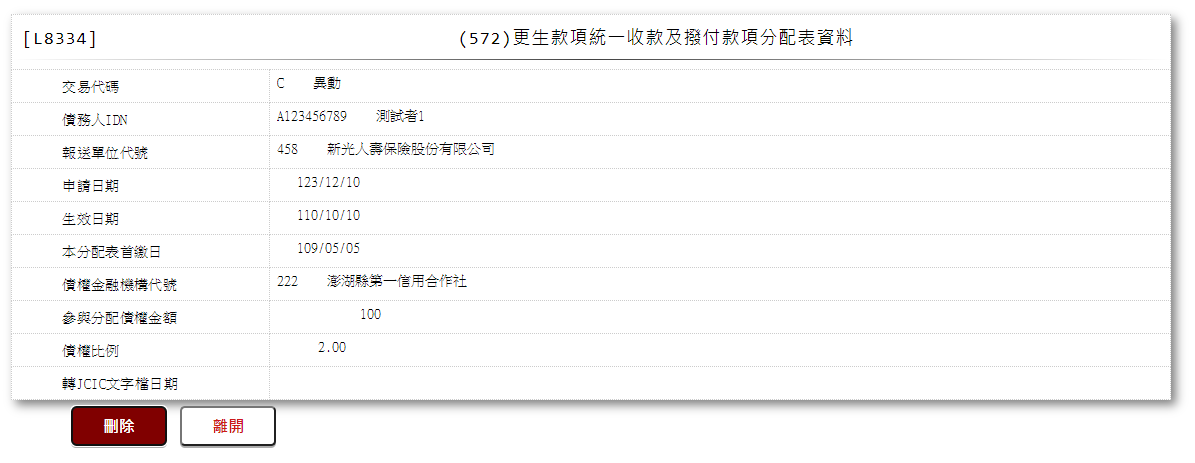 [L8334] (572)更生款項統一收款及撥付款項分配表資料
交易代碼 C 異動
債務人IDN A123456789 測試者1
報送單位代號 458 新光人壽保險股份有限公司
申請日期 123/12/10
生效日期 110/10/10
本分配表首繳日 109/05/05
債權金融機構代號 222 澎湖縣第一信用合作社
參與分配債權金額 100
債權比例 2.00
轉JCIC文字檔日期
刪除 離開